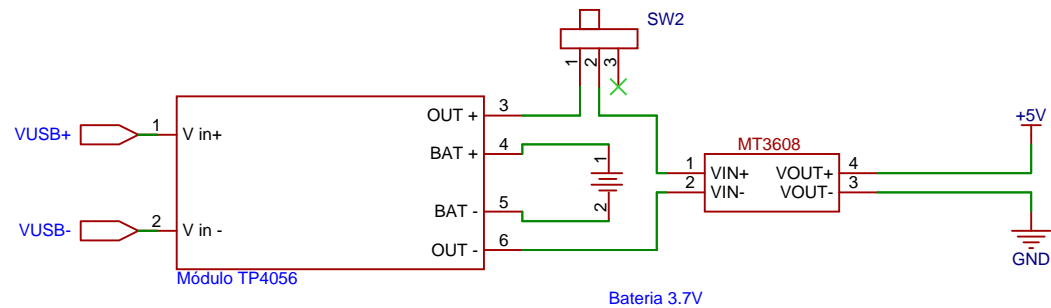 SW2
1
2
3
VUSB+
1
V in+
OUT +
3
BAT +
4
1
2
BAT -
5
VUSB-
2
V in -
OUT -
6
Módulo TP4056
MT3608
1
VIN+
VOUT+
4
2
VIN-
VOUT-
3
+5V
GND
Bateria 3.7V